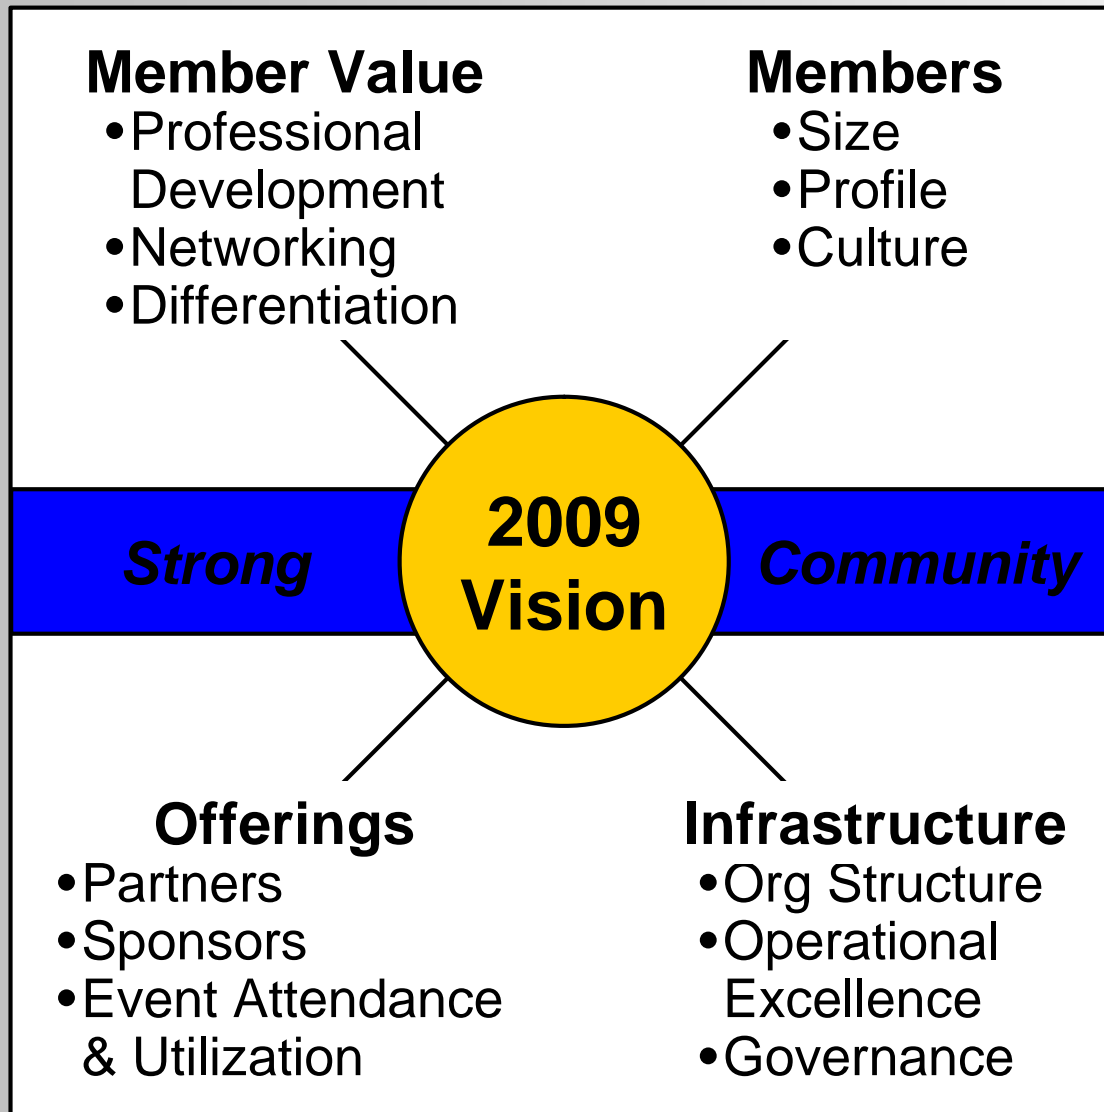 Member Value
•Professional
Development
•Networking
•Differentiation
Members
•Size
•Profile
•Culture
Strong
2009
Vision
Community
Offerings
•Partners
•Sponsors
•Event Attendance
& Utilization
Infrastructure
•Org Structure
•Operational
Excellence
•Governance